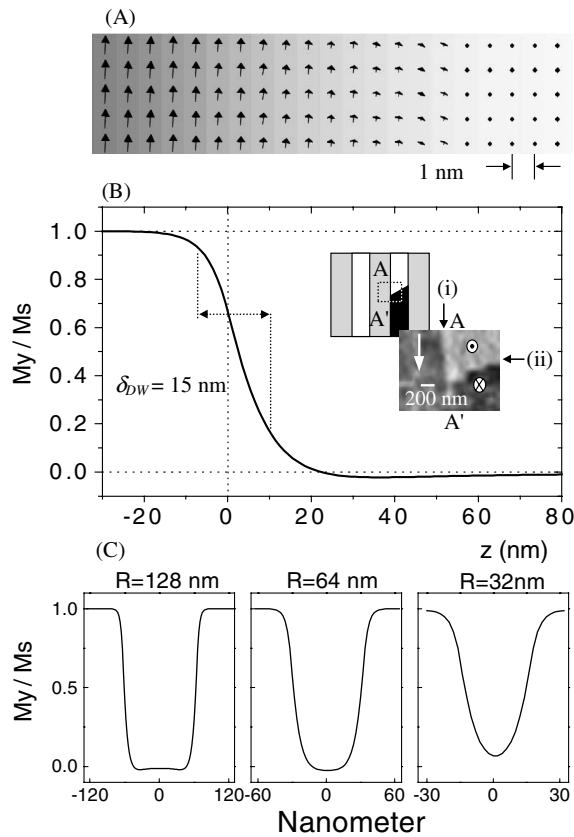 (A)
1 nm
(B)
My / Ms
1.0
0.8
0.6
0.4
0.2
0.0
δDW = 15 nm
A
A'
(i)
A
(ii)
200 nm
A'
-20
0
20
40
60
80
z (nm)
(C)
R=128 nm
R=64 nm
R=32nm
My / Ms
1.0
0.5
0.0
-120
0
120
-60
0
60
-30
0
30
Nanometer